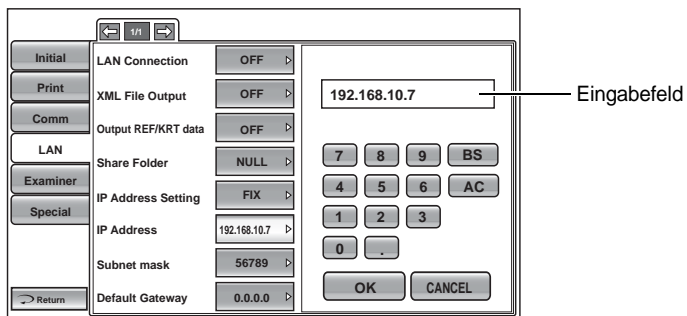 1/1
Initial
Print
Comm
LAN
Examiner
Special
Return
LAN Connection OFF
XML File Output OFF
Output REF/KRT data OFF
Share Folder NULL
IP Address Setting FIX
IP Address 192.168.10.7
Subnet mask 56789
Default Gateway 0.0.0.0
192.168.10.7
Eingabefeld
7 8 9 BS
4 5 6 AC
1 2 3
0 .
OK CANCEL